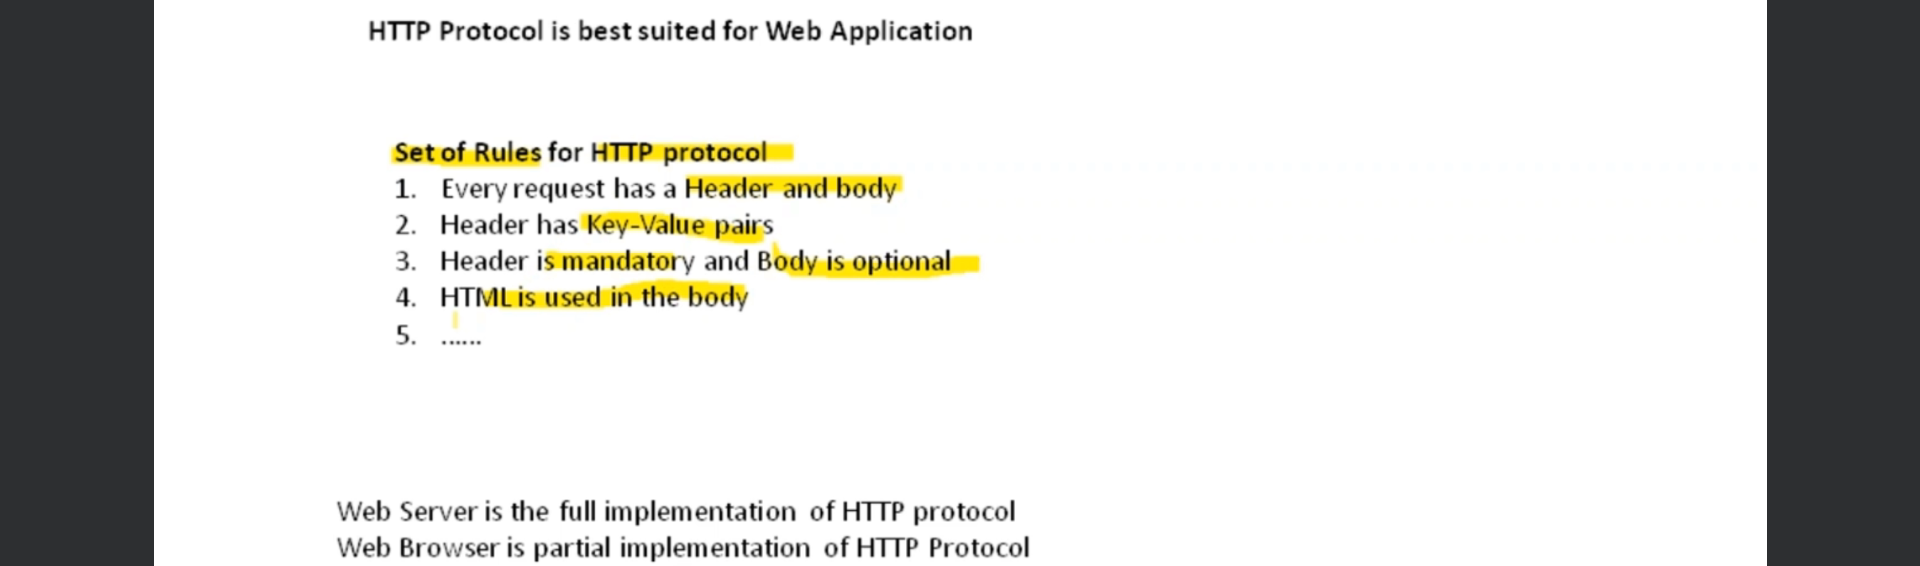 HTTP Protocol is best suited for Web Application
Set of Rules for HTTP protocol
1. Every request has a Header and body
2. Header has Key-Value pairs
3. Header is mandatory and Body is optional
4. HTML is used in the body
5. ......
Web Server is the full implementation of HTTP protocol
Web Browser is partial implementation of HTTP Protocol